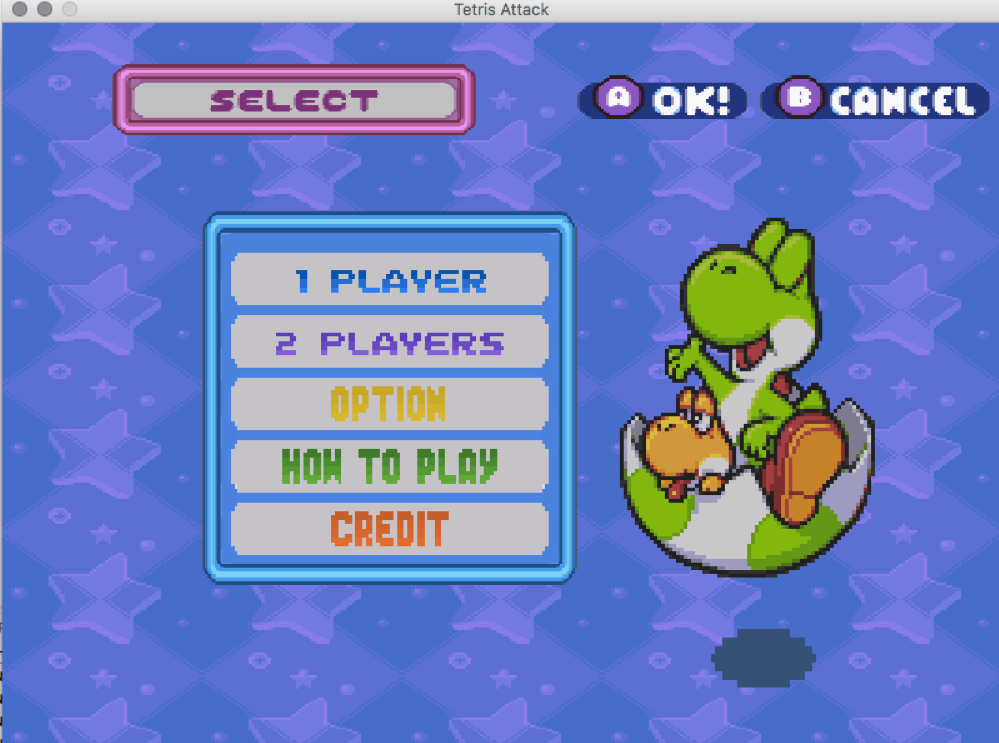 Tetris Attack
SELECT
A OK! B CANCEL
1 PLAYER
2 PLAYERS
OPTION
HOW TO PLAY
CREDIT